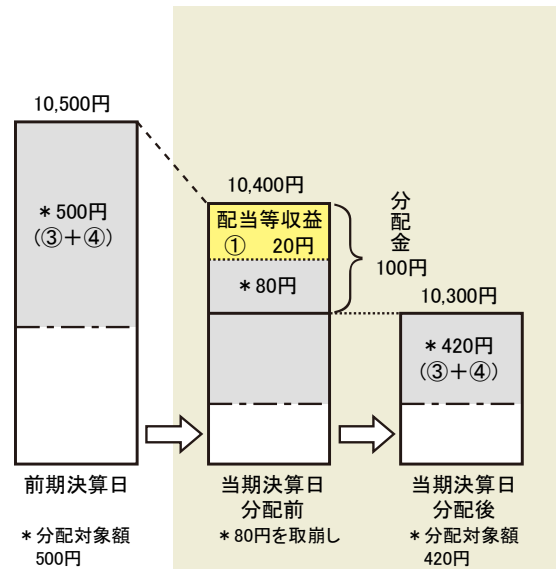 10,500円
＊500円
(③＋④)
前期決算日
＊分配対象額
500円
10,400円
配当等収益
① 20円
＊80円
分配金
100円
当期決算日
分配前
＊80円を取崩し
10,300円
＊420円
(③＋④)
当期決算日
分配後
＊分配対象額
420円